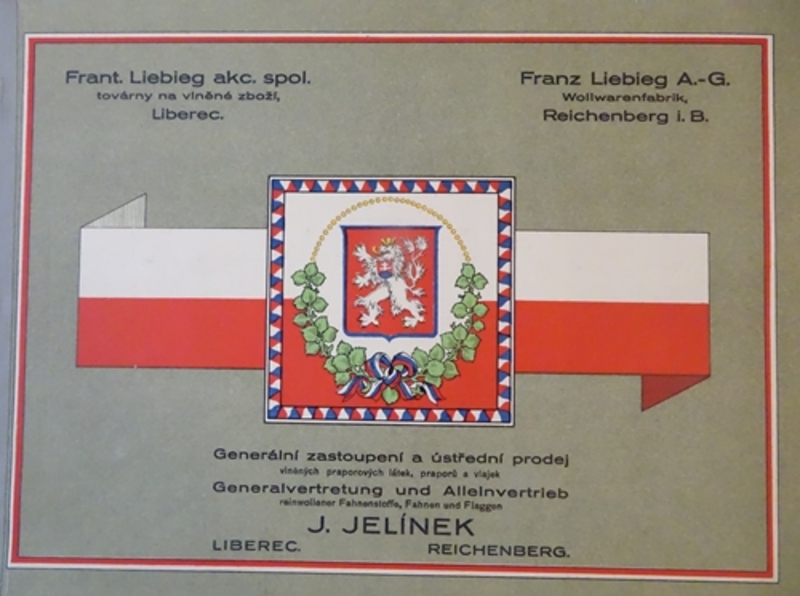 Frant. Liebieg akc. spol.
továrny na vlněné zboží,
Liberec.
Franz Liebieg A.-G.
Wollwarenfabrik,
Reichenberg i. B.
Generální zastoupení a ústřední prodej
vlněných praporových látek, praporů a vlajek
Generalvertretung und Alleinvertrieb
reinwollener Fahnenstoffe, Fahnen und Flaggen
J. JELÍNEK
LIBEREC.
REICHENBERG.